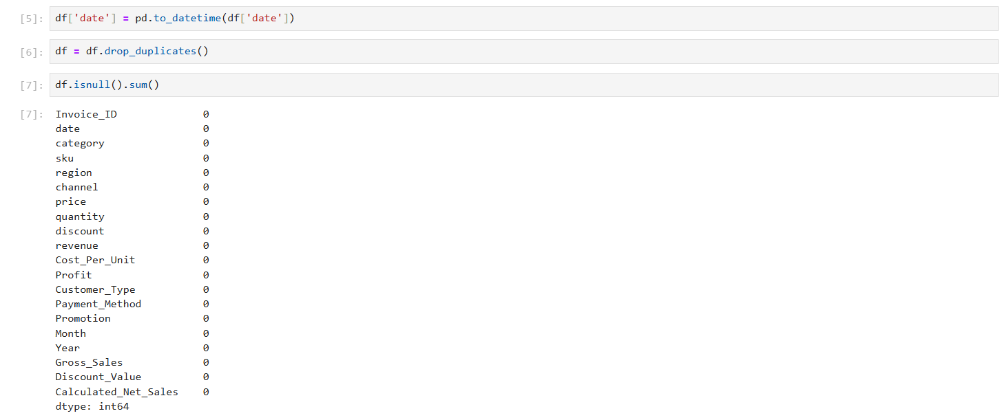 [5]: df['date'] = pd.to_datetime(df['date'])
[6]: df = df.drop_duplicates()
[7]: df.isnull().sum()
[7]: Invoice_ID 0
date 0
category 0
sku 0
region 0
channel 0
price 0
quantity 0
discount 0
revenue 0
Cost_Per_Unit 0
Profit 0
Customer_Type 0
Payment_Method 0
Promotion 0
Month 0
Year 0
Gross_Sales 0
Discount_Value 0
Calculated_Net_Sales 0
dtype: int64